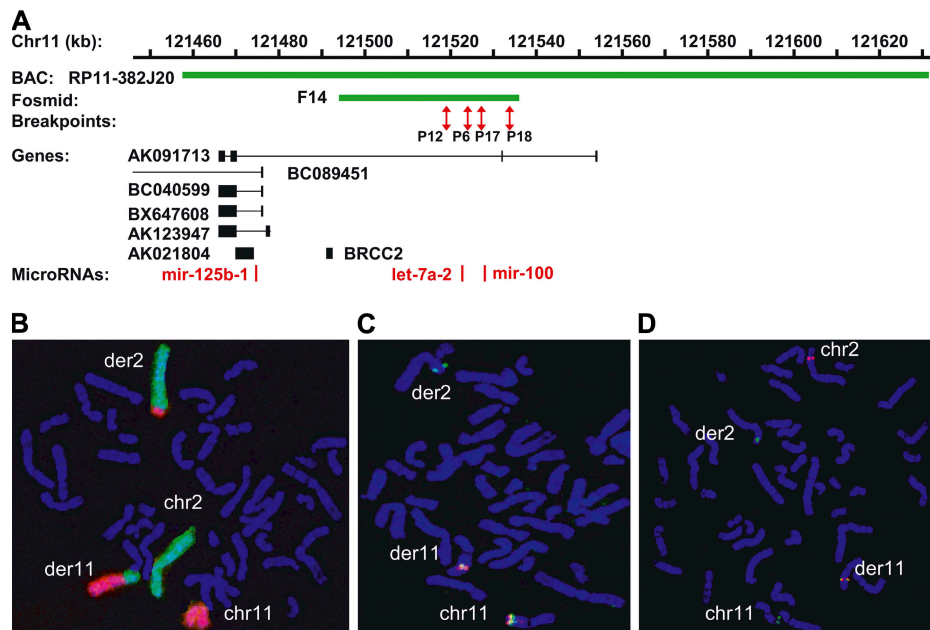 A
Chr11 (kb): 121460 121480 121500 121520 121540 121560 121580 121600 121620
BAC: RP11-382J20
Fosmid: F14
Breakpoints:
P12 P6 P17 P18
Genes: AK091713
BC089451
BC040599
BX647608
AK123947
AK021804 BRCC2
MicroRNAs: mir-125b-1 let-7a-2 mir-100
B C D
der2
chr2
der11
chr11
der2
der11
chr11
chr2
der2
der11
chr11